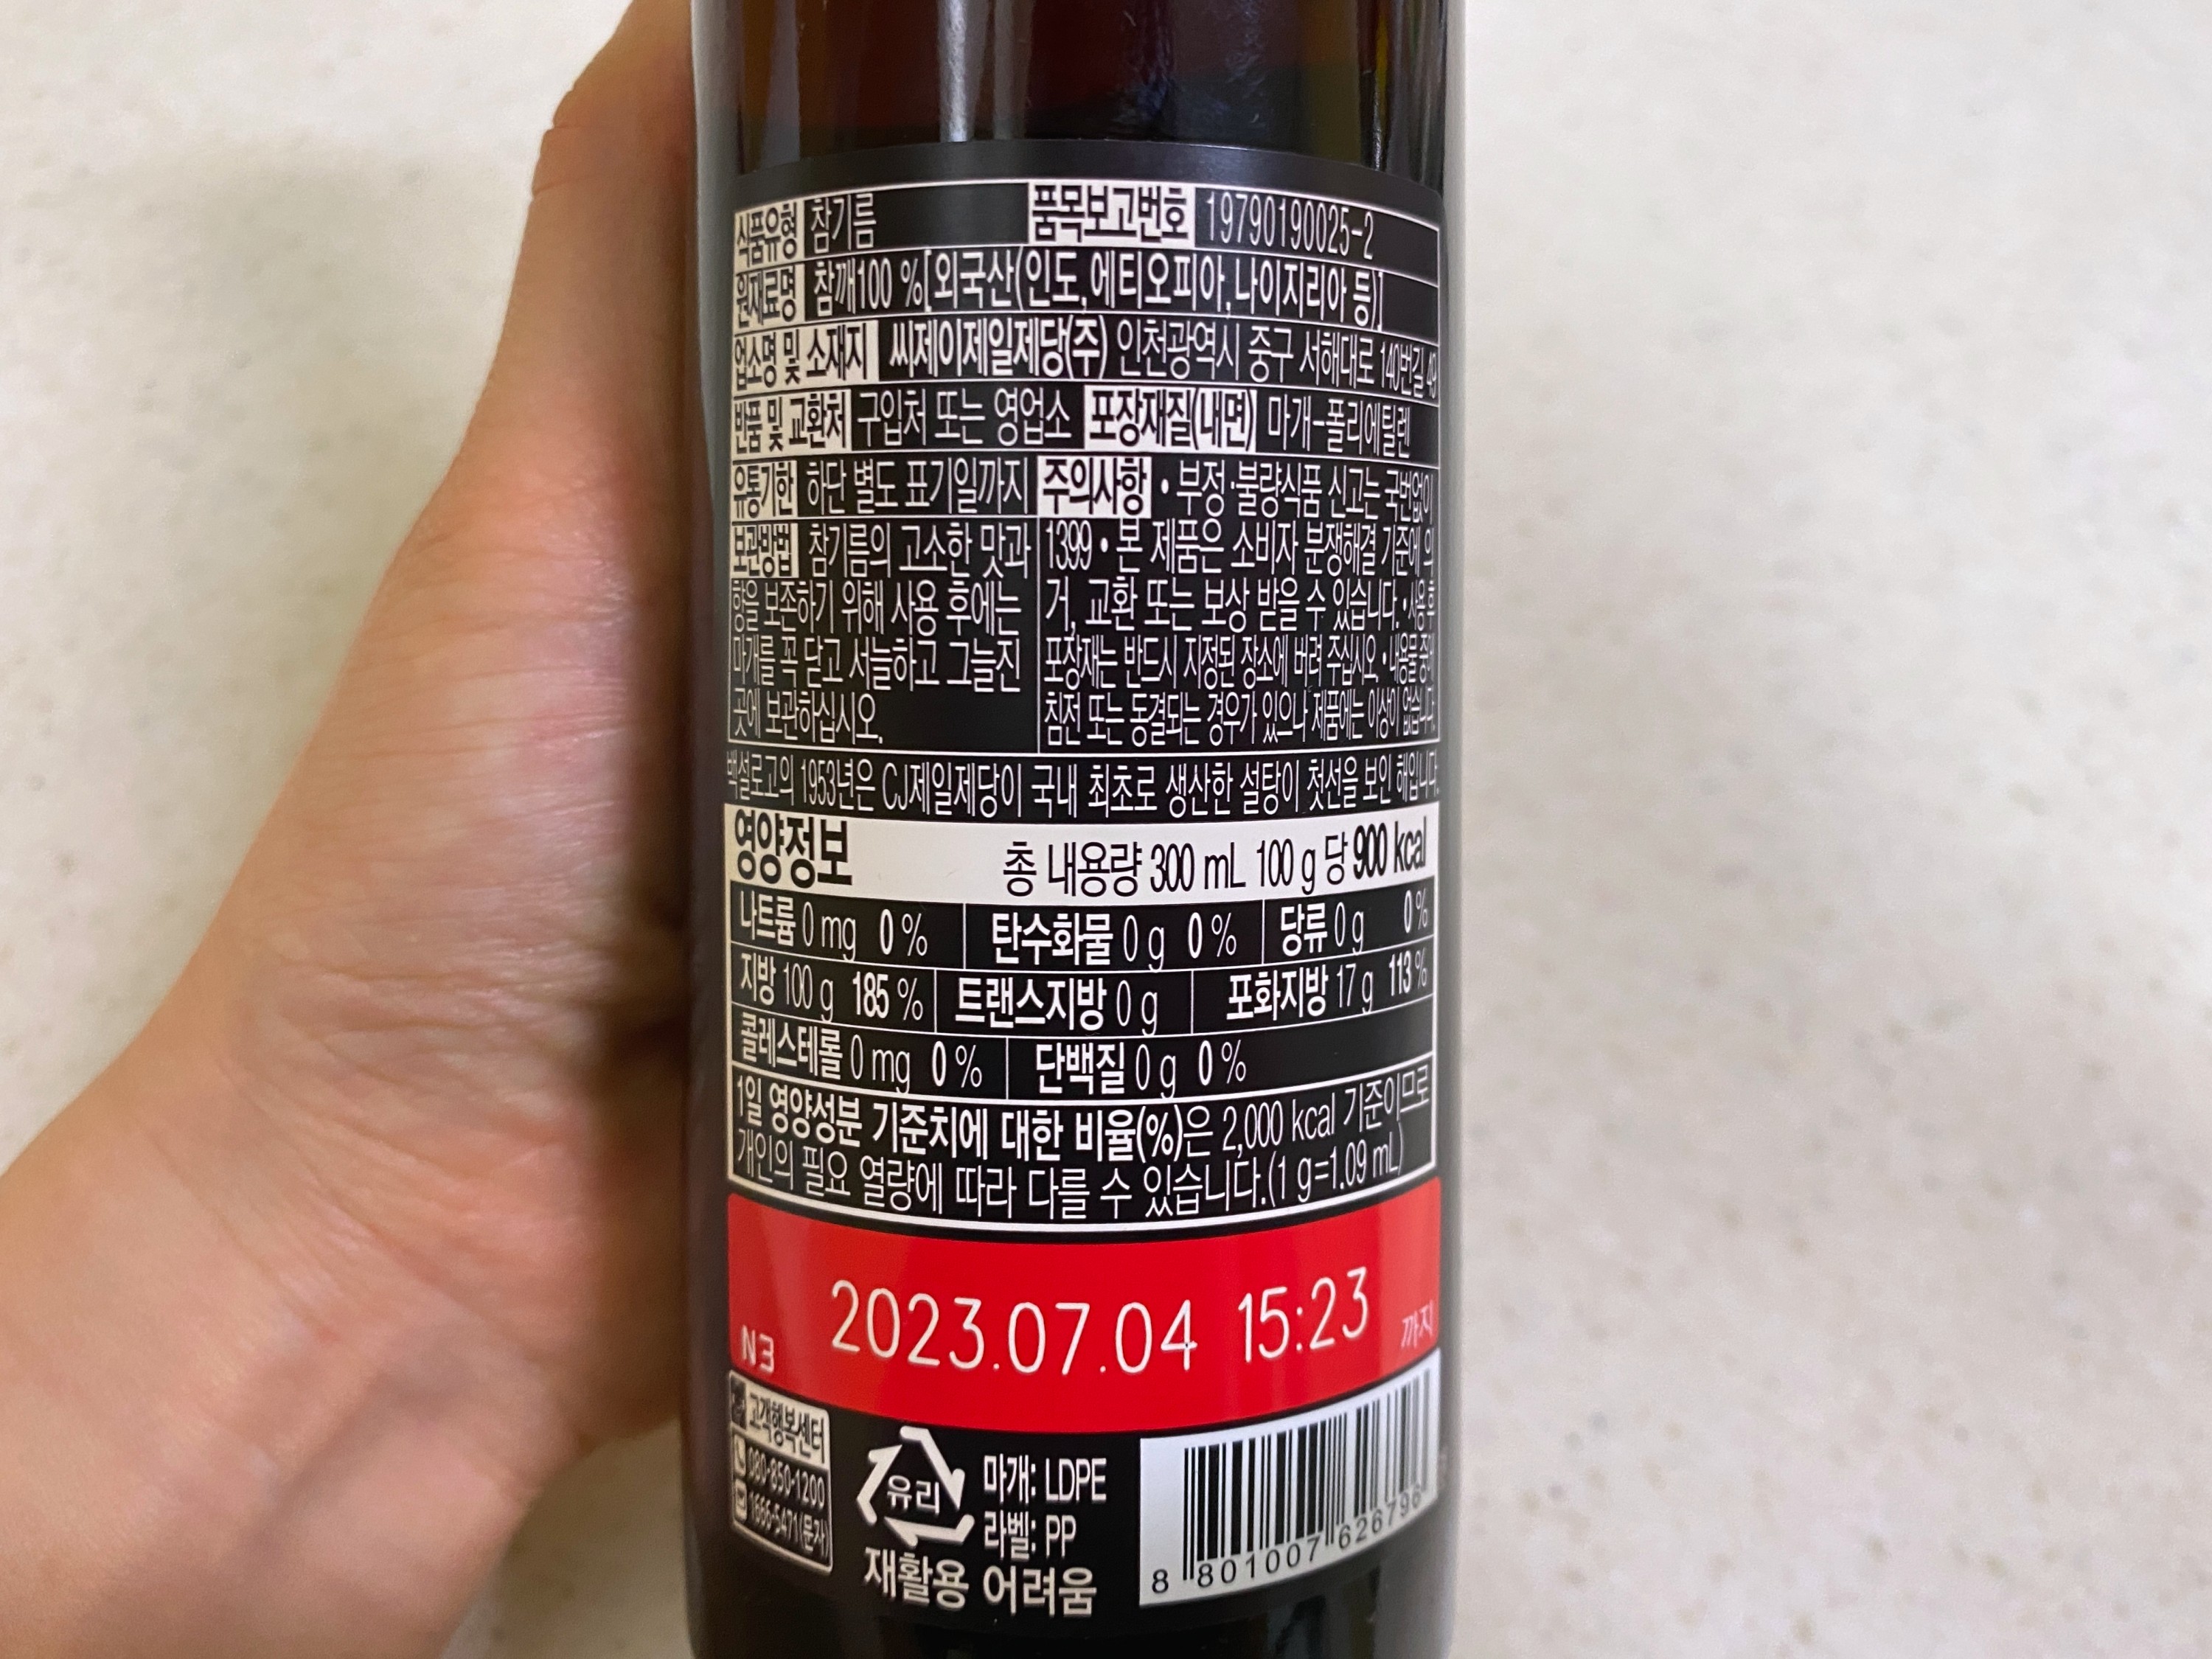 식품유형 참기름 품목보고번호 19790190025-2
원재료명 참깨100 %[외국산(인도,에티오피아,나이지리아 등)]
업소명 및 소재지 씨제이제일제당(주) 인천광역시 중구 서해대로 140번길 49
반품 및 교환처 구입처 또는 영업소 포장재질(내면) 마개-폴리에틸렌
유통기한 하단 별도 표기일까지
보관방법 참기름의 고소한 맛과
향을 보존하기 위해 사용 후에는
마개를 꼭 닫고 서늘하고 그늘진
곳에 보관하십시오.
주의사항 • 부정·불량식품 신고는 국번없이
1399 • 본 제품은 소비자 분쟁해결 기준에 의
거, 교환 또는 보상 받을 수 있습니다. • 사용 후
포장재는 반드시 지정된 장소에 버려 주십시오. • 내용물 중에
침전 또는 동결되는 경우가 있으나 제품에는 이상이 없습니다.
백설로고의 1953년은 CJ제일제당이 국내 최초로 생산한 설탕이 첫선을 보인 해입니다.
영양정보 총 내용량 300 mL 100 g 당 900 kcal
나트륨 0 mg 0 % 탄수화물 0 g 0 % 당류 0 g 0 %
지방 100 g 185 % 트랜스지방 0 g 포화지방 17 g 113 %
콜레스테롤 0 mg 0 % 단백질 0 g 0 %
1일 영양성분 기준치에 대한 비율(%)은 2,000 kcal 기준이므로
개인의 필요 열량에 따라 다를 수 있습니다.(1 g=1.09 mL)
N3 2023.07.04 15:23 까지
고객행복센터
080-850-1200
1666-5471(문자)
유리
마개: LDPE
라벨: PP
재활용 어려움
8 801007 626796